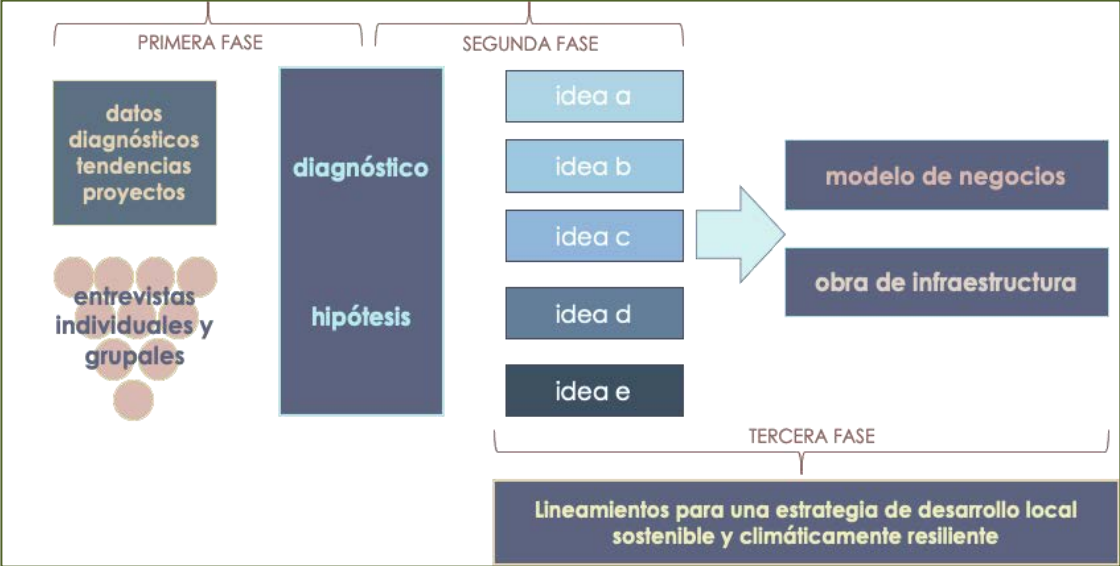 PRIMERA FASE
SEGUNDA FASE
datos
diagnósticos
tendencias
proyectos
entrevistas
individuales y
grupales
diagnóstico
hipótesis
idea a
idea b
idea c
idea d
idea e
modelo de negocios
obra de infraestructura
TERCERA FASE
Lineamientos para una estrategia de desarrollo local
sostenible y climáticamente resiliente